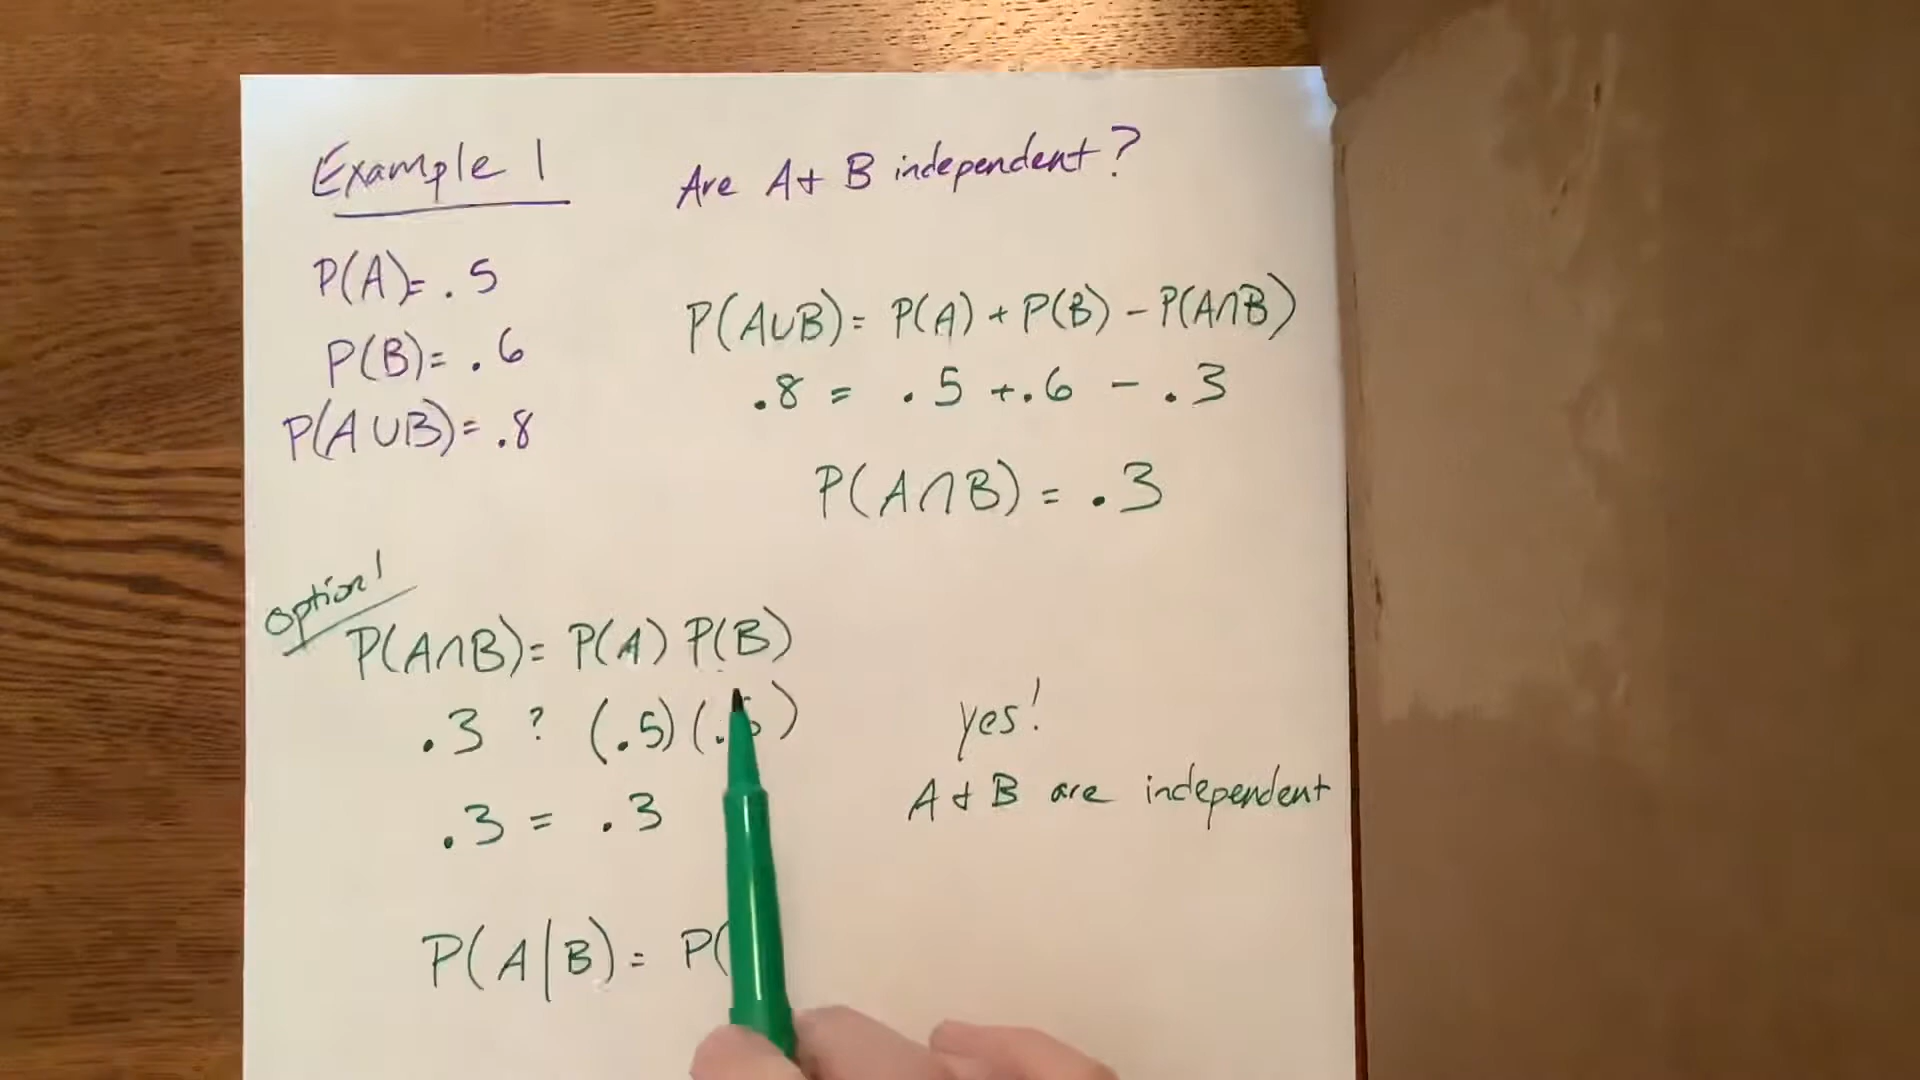 Example 1
Are A + B independent?
P(A)= .5
P(B)= .6
P(A∪B)= .8
P(A∪B)= P(A) + P(B) - P(A∩B)
.8 = .5 + .6 - .3
P(A∩B) = .3
Option 1
P(A∩B)= P(A) P(B)
.3 ? (.5)(. )
.3 = .3
yes!
A + B are independent
P(A|B)= P(